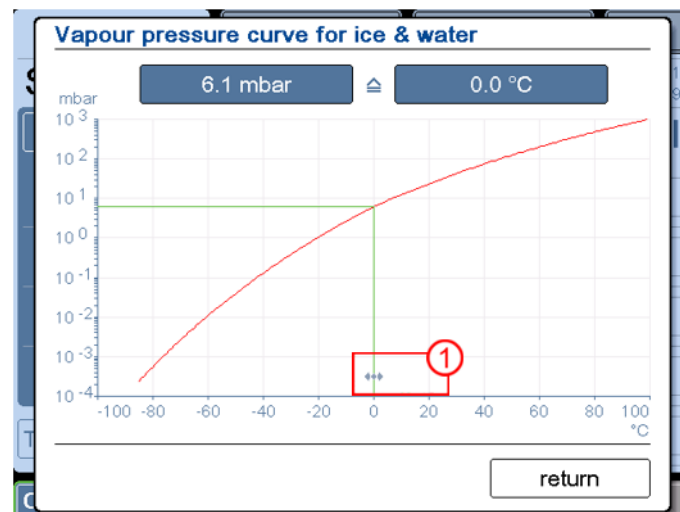 Vapour pressure curve for ice & water
6.1 mbar ≙ 0.0 °C
mbar
10 3
10 2
10 1
10 0
10 -1
10 -2
10 -3
10 -4
-100 -80 -60 -40 -20 0 20 40 60 80 100
°C
1
return